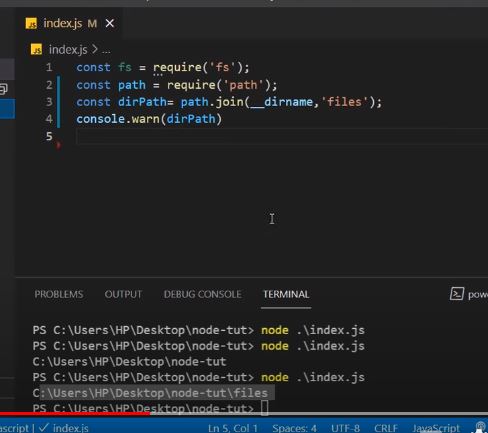 index.js M
index.js > ...
1 const fs = require('fs');
2 const path = require('path');
3 const dirPath= path.join(__dirname,'files');
4 console.warn(dirPath)
5
PROBLEMS OUTPUT DEBUG CONSOLE TERMINAL
PS C:\Users\HP\Desktop\node-tut> node .\index.js
PS C:\Users\HP\Desktop\node-tut> node .\index.js
C:\Users\HP\Desktop\node-tut
PS C:\Users\HP\Desktop\node-tut> node .\index.js
C:\Users\HP\Desktop\node-tut\files
PS C:\Users\HP\Desktop\node-tut>
index.js Ln 5, Col 1 Spaces: 4 UTF-8 CRLF JavaScript